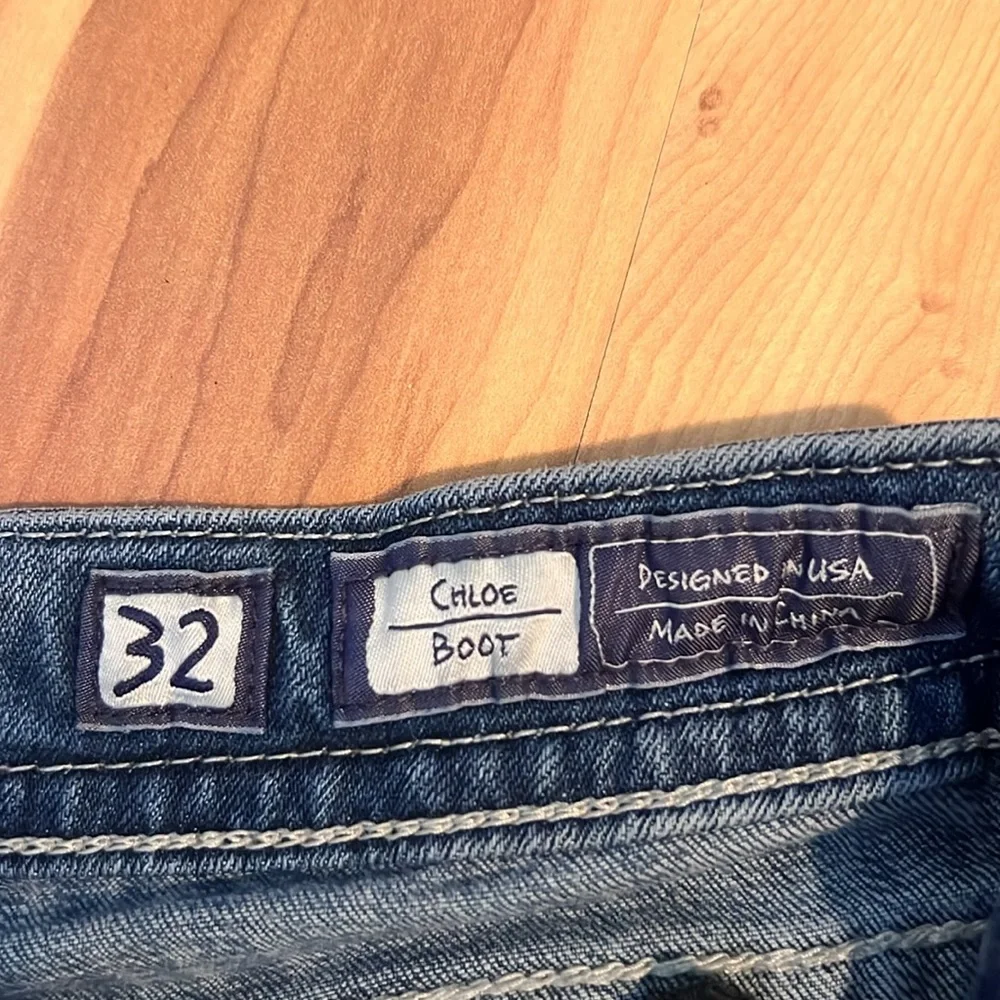 32
CHLOE
BOOT
DESIGNED IN USA
MADE IN CHINA